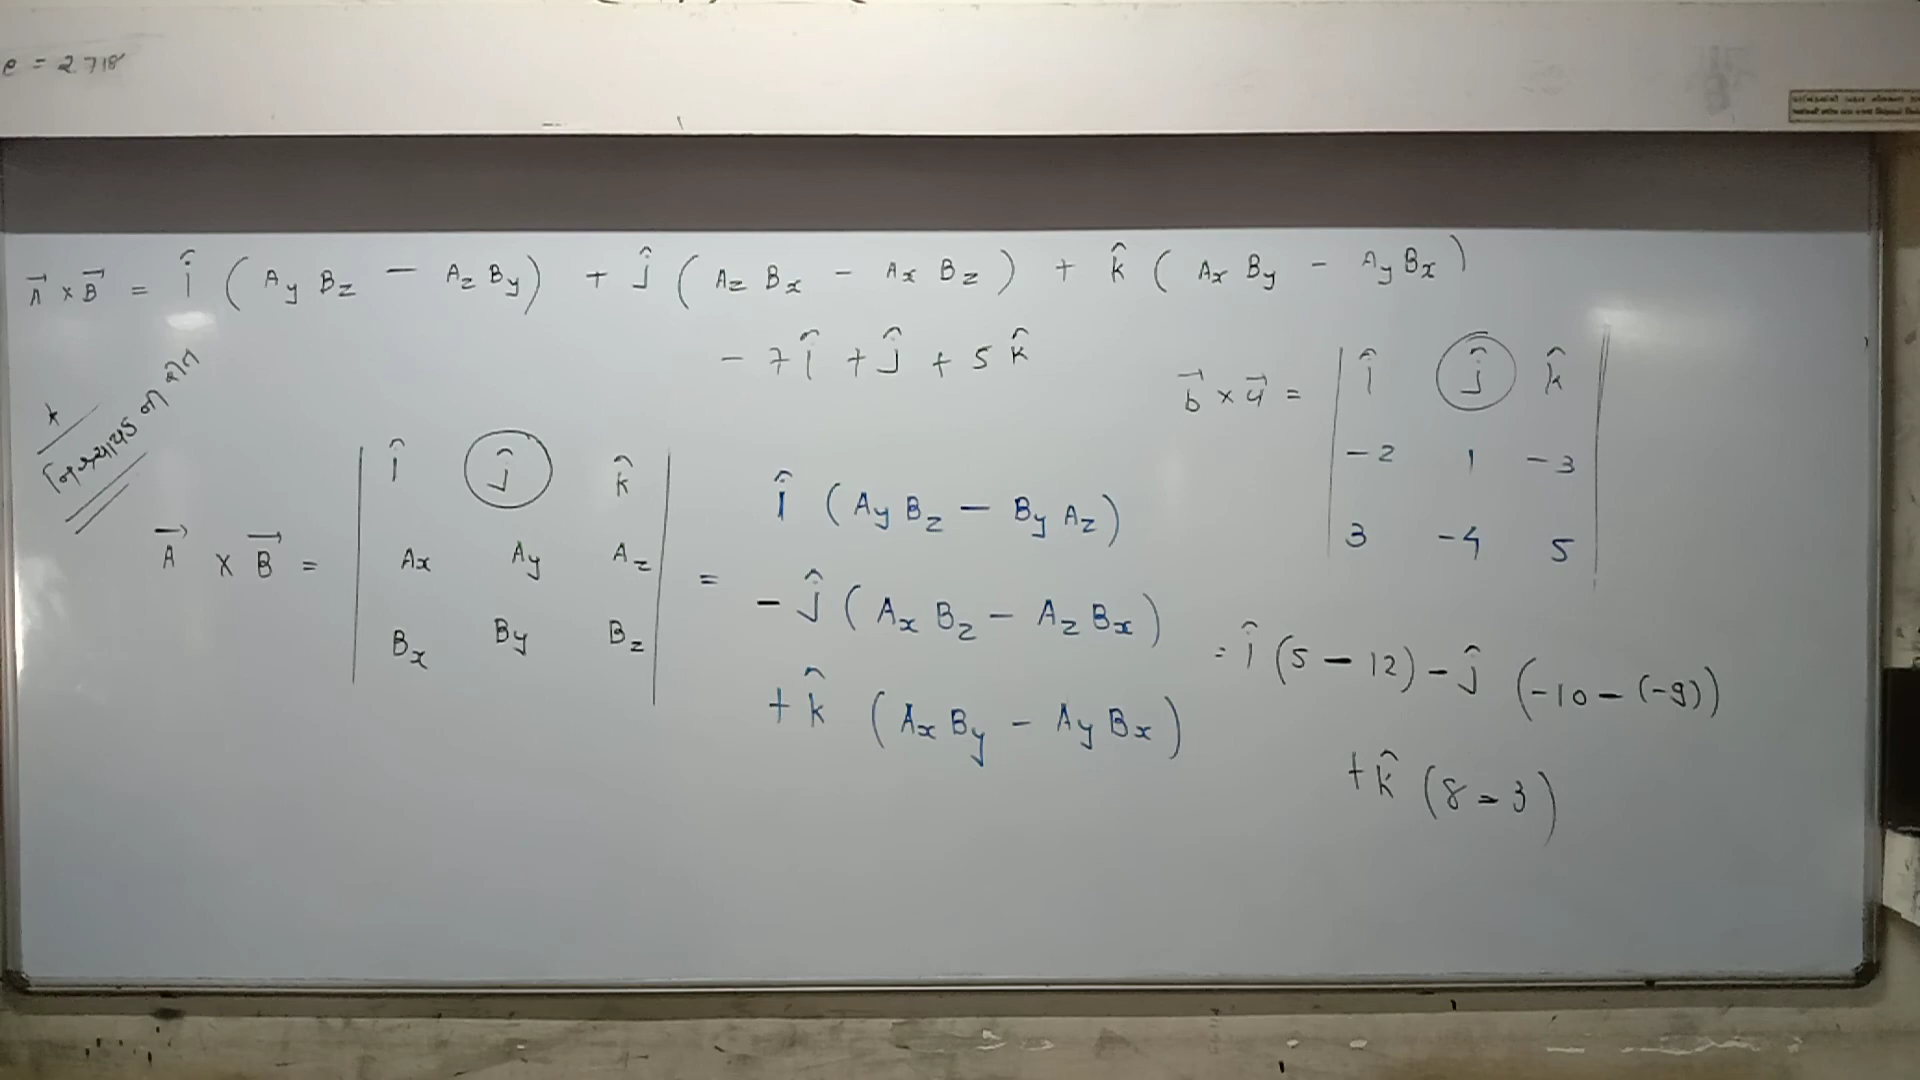 e = 2.718
A⃗ × B⃗ = î ( Ay Bz − Az By ) + ĵ ( Az Bx − Ax Bz ) + k̂ ( Ax By − Ay Bx )
− 7 î + ĵ + 5 k̂
*
નિશ્ચાયક ની રીત
A⃗ × B⃗ = | î ĵ k̂ |
| Ax Ay Az |
| Bx By Bz |
= î ( Ay Bz − By Az )
− ĵ ( Ax Bz − Az Bx )
+ k̂ ( Ax By − Ay Bx )
b⃗ × a⃗ = | î ĵ k̂ |
| −2 1 −3 |
| 3 −4 5 |
= î (5 − 12) − ĵ (−10 − (−9))
+ k̂ (8 − 3)